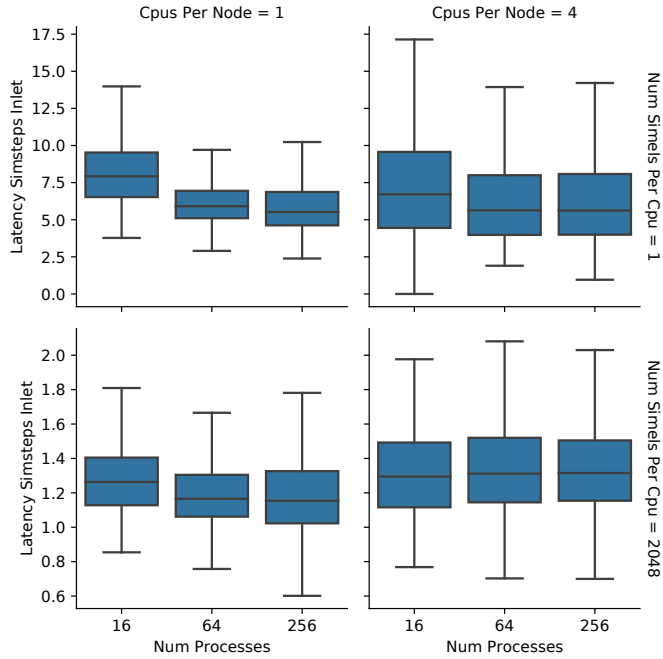 Cpus Per Node = 1
Cpus Per Node = 4
17.5
15.0
12.5
10.0
7.5
5.0
2.5
0.0
Latency Simsteps Inlet
Num Simels Per Cpu = 1
2.0
1.8
1.6
1.4
1.2
1.0
0.8
0.6
Latency Simsteps Inlet
Num Simels Per Cpu = 2048
16 64 256
16 64 256
Num Processes
Num Processes